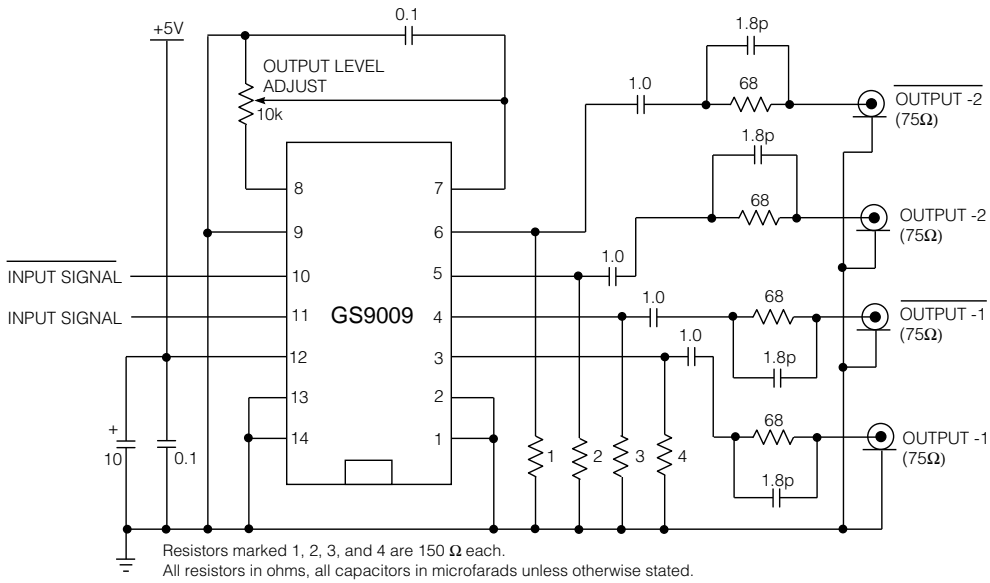 0.1
1.8p
+5V
OUTPUT LEVEL
ADJUST
10k
1.0
68
OUTPUT -2
(75Ω)
1.8p
8
7
68
9
6
OUTPUT -2
(75Ω)
INPUT SIGNAL
10
5
1.0
INPUT SIGNAL
11
GS9009
4
1.0
68
OUTPUT -1
(75Ω)
12
3
1.0
1.8p
13
2
68
+
10
0.1
14
1
1
2
3
4
OUTPUT -1
(75Ω)
1.8p
Resistors marked 1, 2, 3, and 4 are 150 Ω each.
All resistors in ohms, all capacitors in microfarads unless otherwise stated.